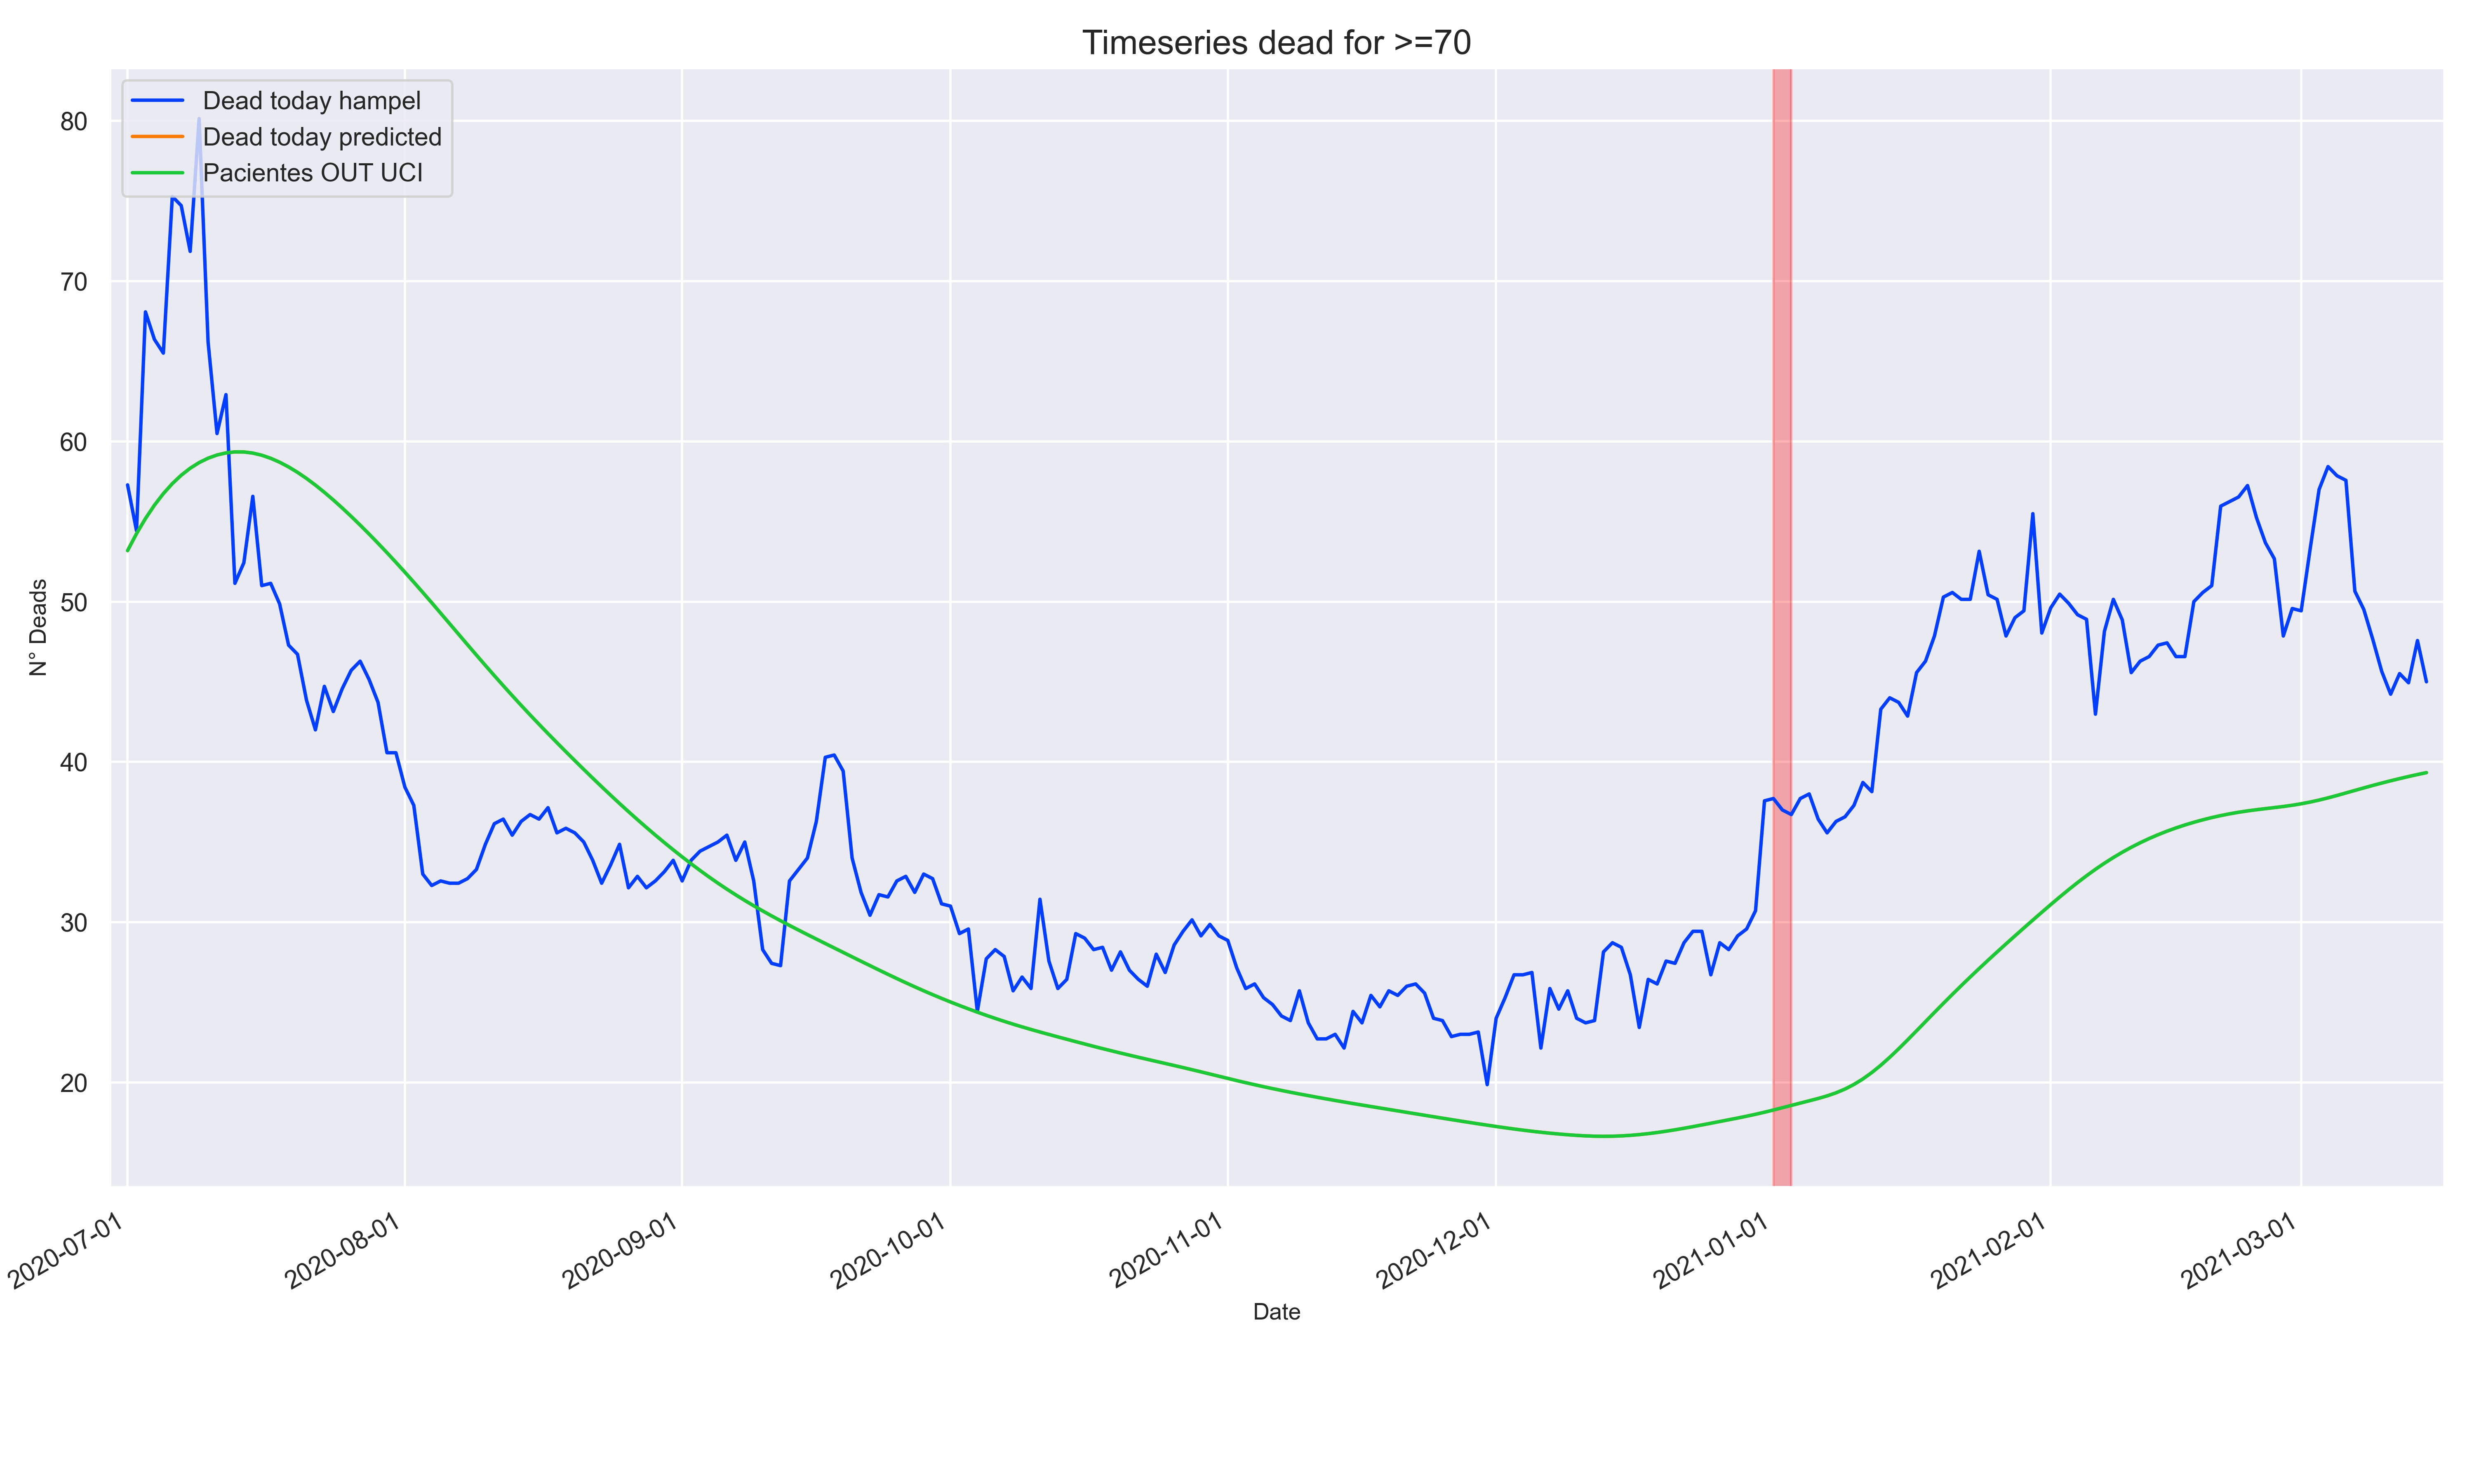 Timeseries dead for >=70
Dead today hampel
Dead today predicted
Pacientes OUT UCI
80
70
60
50
40
30
20
N° Deads
2020-07-01
2020-08-01
2020-09-01
2020-10-01
2020-11-01
2020-12-01
2021-01-01
2021-02-01
2021-03-01
Date